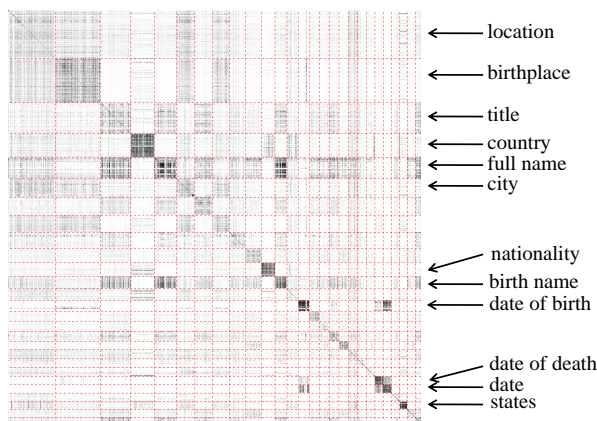 location
birthplace
title
country
full name
city
nationality
birth name
date of birth
date of death
date
states